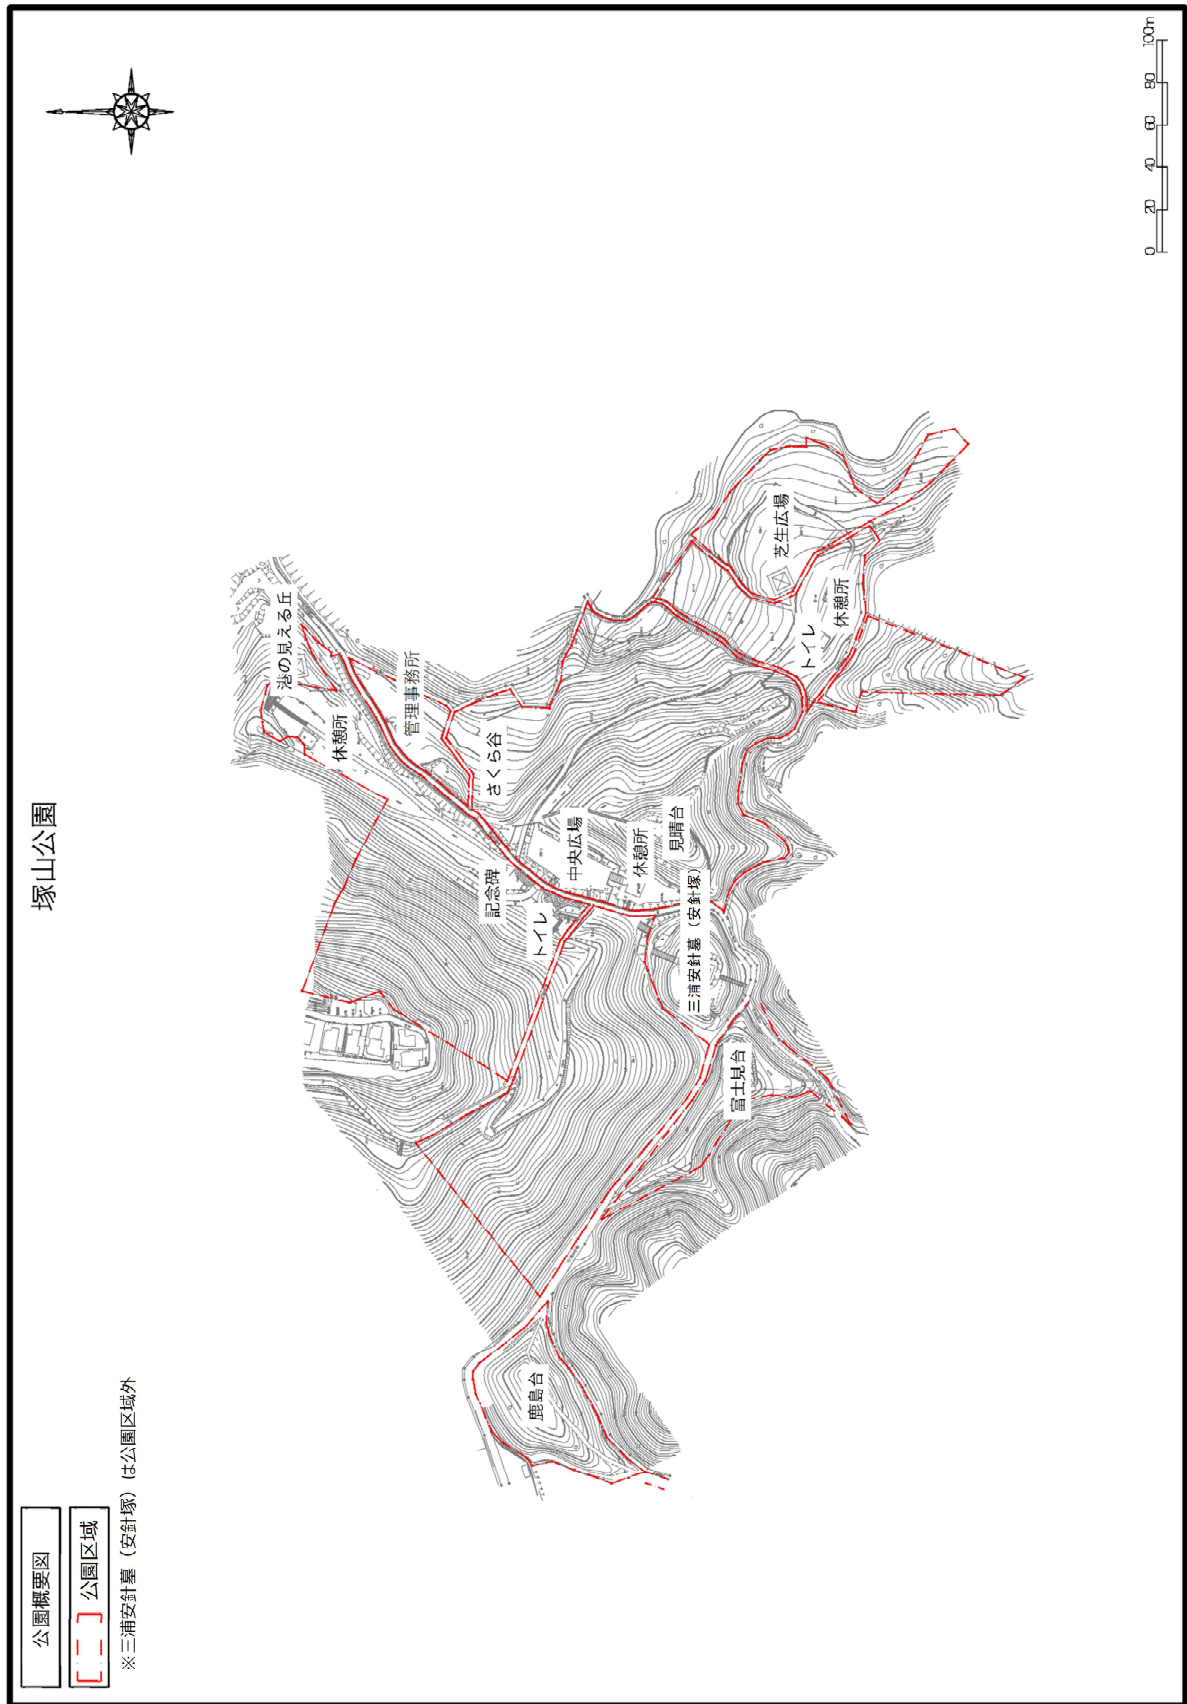 公園概要図
公園区域
※三浦安針墓（安針塚）は公園区域外
塚山公園
港の見える丘
休憩所
管理事務所
さくら谷
記念碑
トイレ
中央広場
休憩所
見晴台
三浦安針墓（安針塚）
富士見台
鹿島台
芝生広場
トイレ
休憩所
0 20 40 60 80 100m